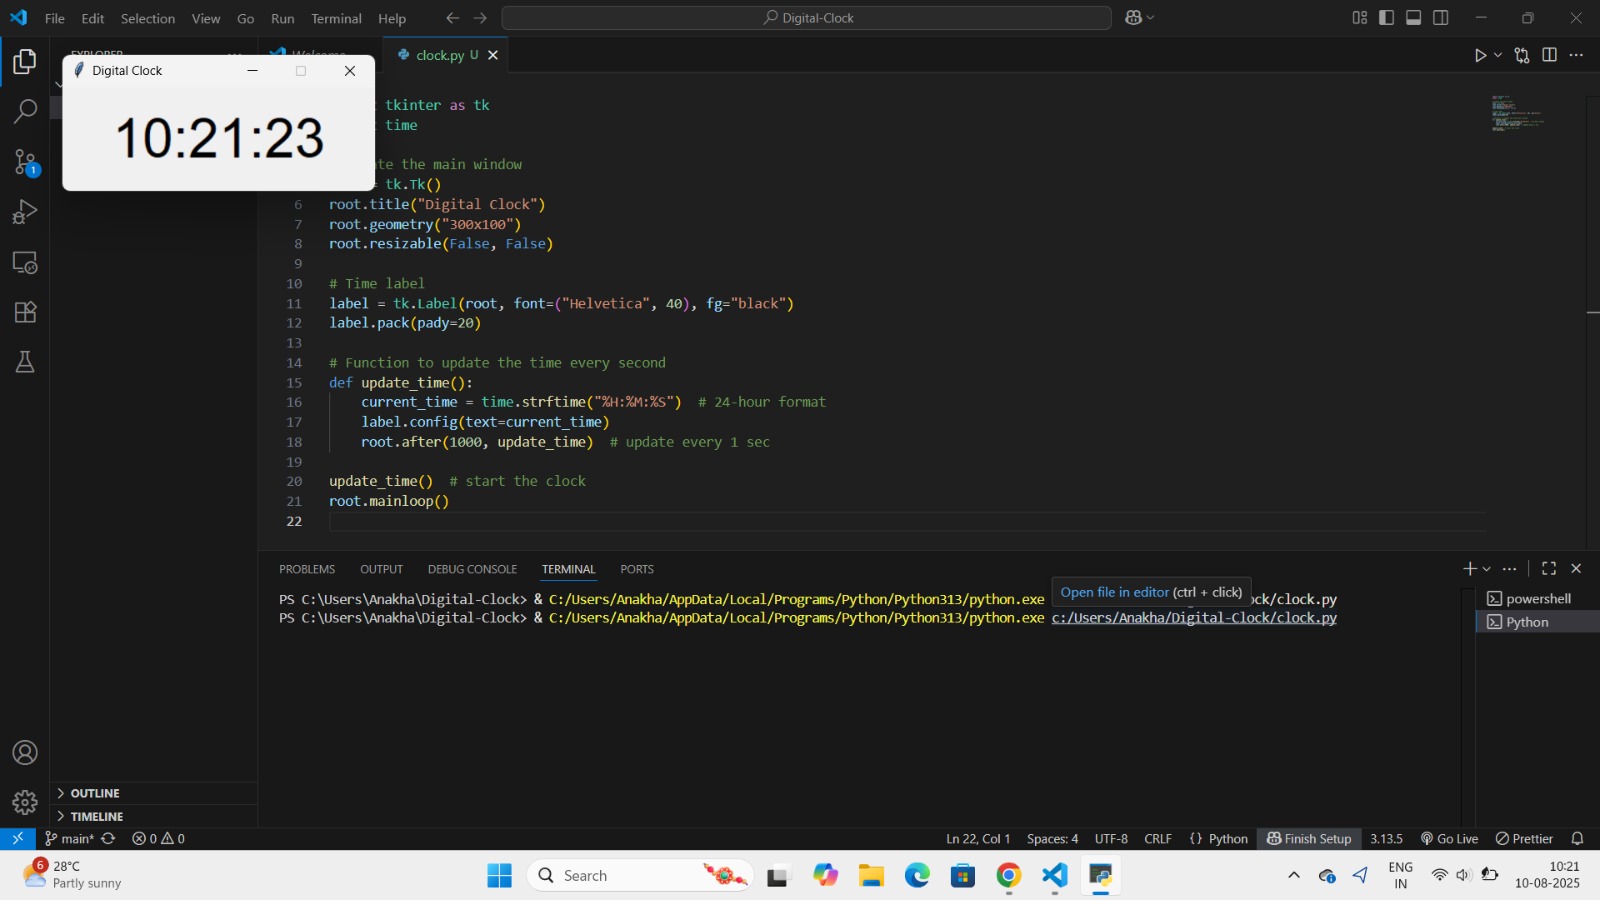 File Edit Selection View Go Run Terminal Help
Digital-Clock
EXPLORER
Welcome
clock.py U
Digital Clock
10:21:23
tkinter as tk
time
the main window
= tk.Tk()
6 root.title("Digital Clock")
7 root.geometry("300x100")
8 root.resizable(False, False)
9
10 # Time label
11 label = tk.Label(root, font=("Helvetica", 40), fg="black")
12 label.pack(pady=20)
13
14 # Function to update the time every second
15 def update_time():
16 current_time = time.strftime("%H:%M:%S") # 24-hour format
17 label.config(text=current_time)
18 root.after(1000, update_time) # update every 1 sec
19
20 update_time() # start the clock
21 root.mainloop()
22
PROBLEMS OUTPUT DEBUG CONSOLE TERMINAL PORTS
Open file in editor (ctrl + click)
PS C:\Users\Anakha\Digital-Clock> & C:/Users/Anakha/AppData/Local/Programs/Python/Python313/python.exe ock/clock.py
PS C:\Users\Anakha\Digital-Clock> & C:/Users/Anakha/AppData/Local/Programs/Python/Python313/python.exe c:/Users/Anakha/Digital-Clock/clock.py
powershell
Python
1
OUTLINE
TIMELINE
main* 0 0 Ln 22, Col 1 Spaces: 4 UTF-8 CRLF {} Python Finish Setup 3.13.5 Go Live Prettier
6
28°C
Partly sunny
Search
ENG
IN
10:21
10-08-2025